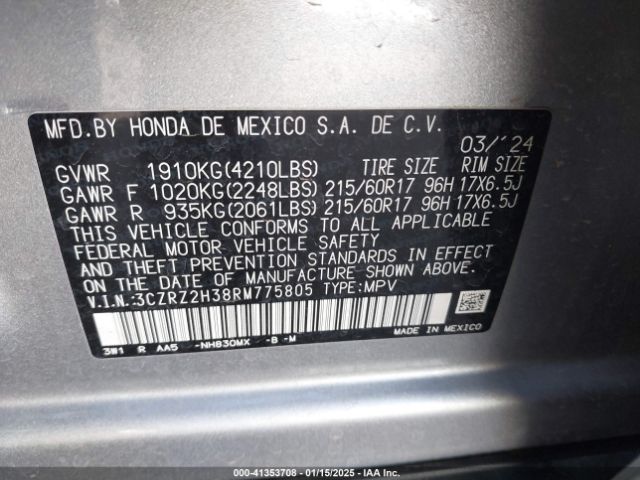 MFD.BY HONDA DE MEXICO S.A. DE C.V.
03/'24
GVWR 1910KG(4210LBS) TIRE SIZE RIM SIZE
GAWR F 1020KG(2248LBS) 215/60R17 96H 17X6.5J
GAWR R 935KG(2061LBS) 215/60R17 96H 17X6.5J
THIS VEHICLE CONFORMS TO ALL APPLICABLE
FEDERAL MOTOR VEHICLE SAFETY
AND THEFT PREVENTION STANDARDS IN EFFECT
ON THE DATE OF MANUFACTURE SHOWN ABOVE.
V.I.N.:3CZRZ2H38RM775805 TYPE:MPV
MADE IN MEXICO
3W1 R AA5 -NH830MX -B -M
00-41353708 - 01/15/2025 - Copyright IAA, LLC